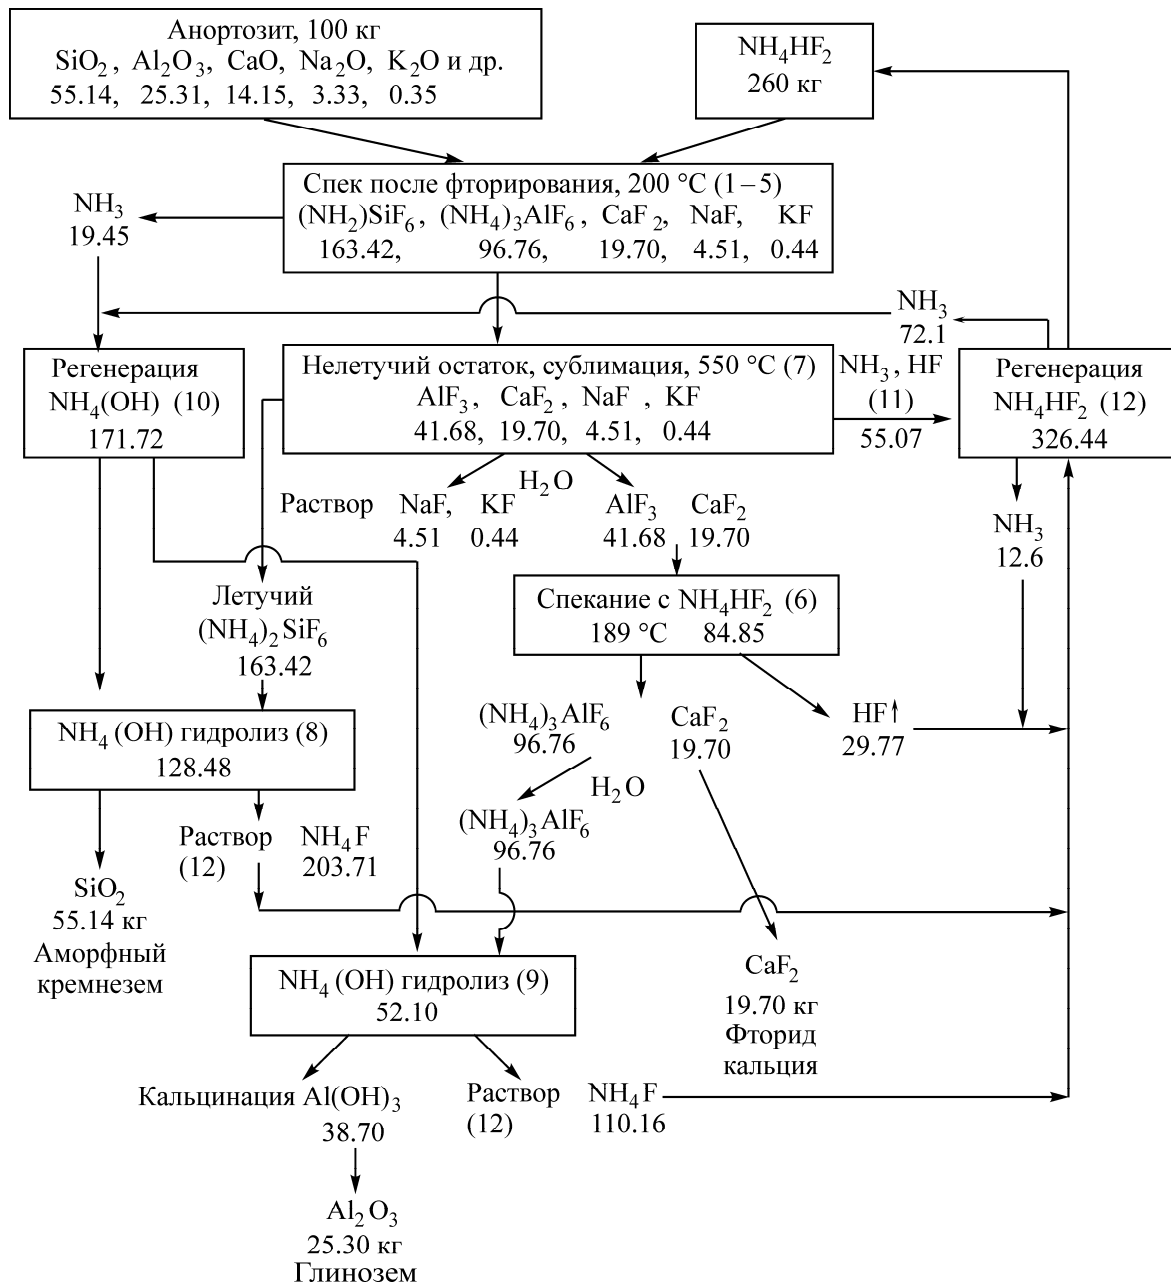 Анортозит, 100 кг
SiO₂, Al₂O₃, CaO, Na₂O, K₂O и др.
55.14, 25.31, 14.15, 3.33, 0.35
NH₄HF₂
260 кг
Спек после фторирования, 200 °C (1–5)
(NH₂)SiF₆, (NH₄)₃AlF₆, CaF₂, NaF, KF
163.42, 96.76, 19.70, 4.51, 0.44
NH₃
19.45
NH₃
72.1
Регенерация
NH₄(OH) (10)
171.72
Нелетучий остаток, сублимация, 550 °C (7)
AlF₃, CaF₂, NaF, KF
41.68, 19.70, 4.51, 0.44
NH₃, HF
(11)
55.07
Регенерация
NH₄HF₂ (12)
326.44
H₂O
Раствор NaF, KF
4.51 0.44
AlF₃ CaF₂
41.68 19.70
NH₃
12.6
Спекание с NH₄HF₂ (6)
189 °C 84.85
Летучий
(NH₄)₂SiF₆
163.42
NH₄(OH) гидролиз (8)
128.48
(NH₄)₃AlF₆
96.76
CaF₂
19.70
HF↑
29.77
H₂O
(NH₄)₃AlF₆
96.76
Раствор NH₄F
(12) 203.71
SiO₂
55.14 кг
Аморфный
кремнезем
NH₄(OH) гидролиз (9)
52.10
CaF₂
19.70 кг
Фторид
кальция
Кальцинация Al(OH)₃
38.70
Раствор NH₄F
(12) 110.16
Al₂O₃
25.30 кг
Глинозем